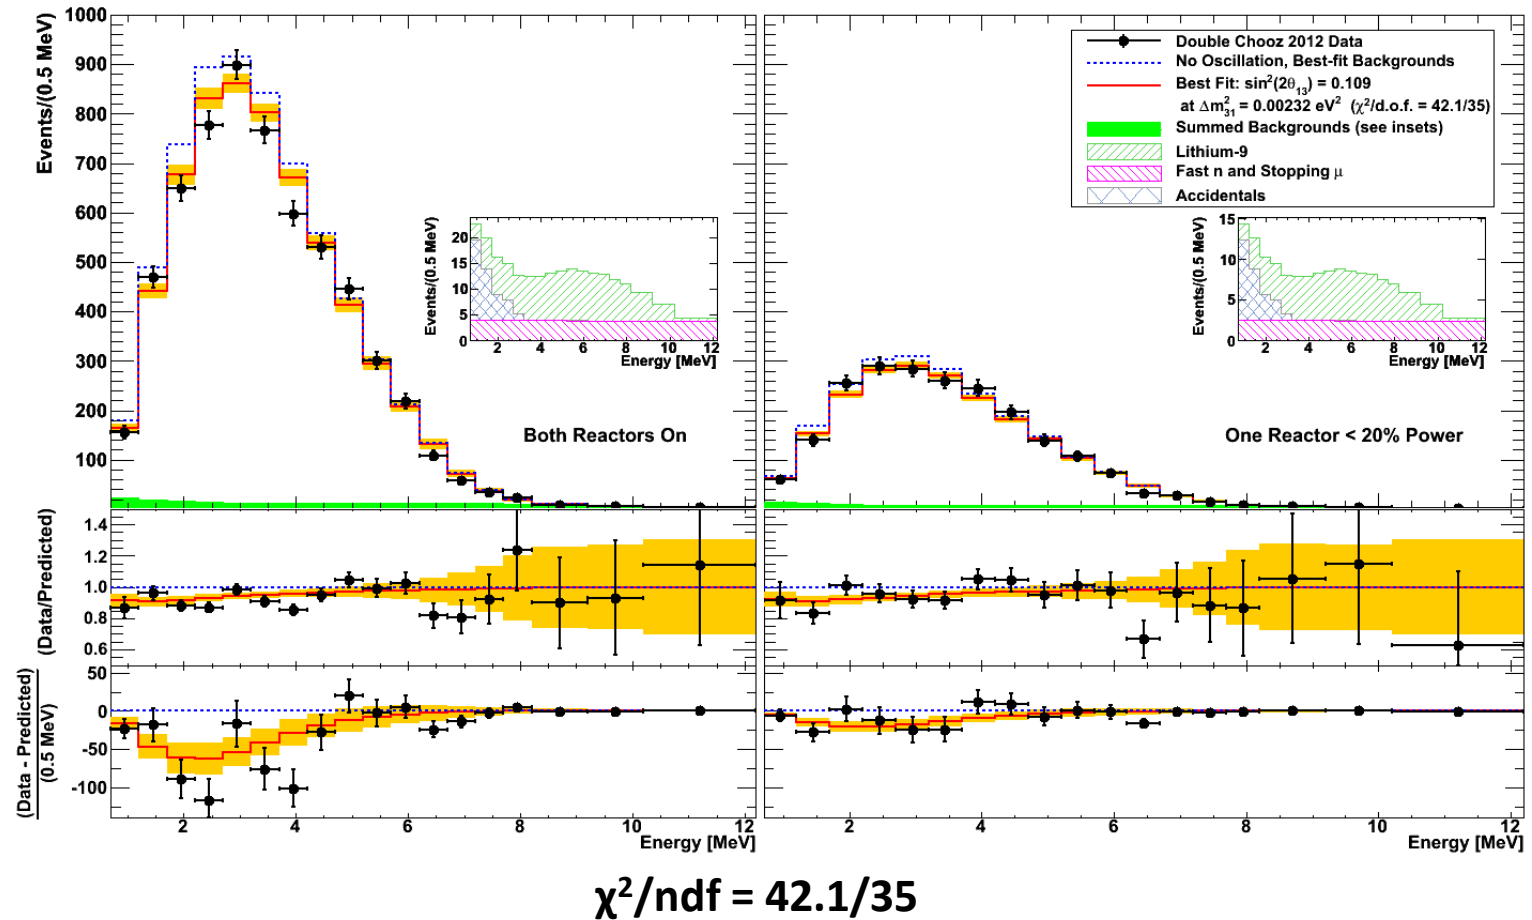 1000
900
800
700
600
500
400
300
200
100
Events/(0.5 MeV)
Double Chooz 2012 Data
No Oscillation, Best-fit Backgrounds
Best Fit: sin²(2θ₁₃) = 0.109
at Δm²₃₁ = 0.00232 eV² (χ²/d.o.f. = 42.1/35)
Summed Backgrounds (see insets)
Lithium-9
Fast n and Stopping μ
Accidentals
Events/(0.5 MeV)
20
15
10
5
0
2 4 6 8 10 12
Energy [MeV]
Both Reactors On
Events/(0.5 MeV)
15
10
5
0
2 4 6 8 10 12
Energy [MeV]
One Reactor < 20% Power
(Data/Predicted)
1.4
1.2
1.0
0.8
0.6
(Data - Predicted)
(0.5 MeV)
50
0
-50
-100
2 4 6 8 10 12
Energy [MeV]
2 4 6 8 10 12
Energy [MeV]
χ²/ndf = 42.1/35